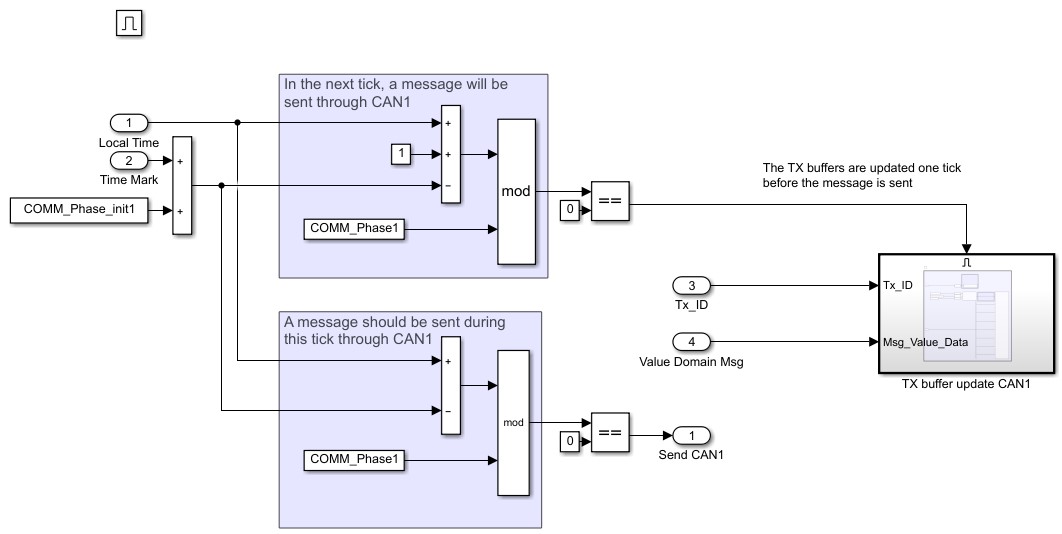 In the next tick, a message will be
sent through CAN1
1
Local Time
2
Time Mark
COMM_Phase_init1
+
+
+
1
+
−
COMM_Phase1
mod
0
==
The TX buffers are updated one tick
before the message is sent
3
Tx_ID
4
Value Domain Msg
Tx_ID
Msg_Value_Data
TX buffer update CAN1
A message should be sent during
this tick through CAN1
+
−
COMM_Phase1
mod
0
==
1
Send CAN1